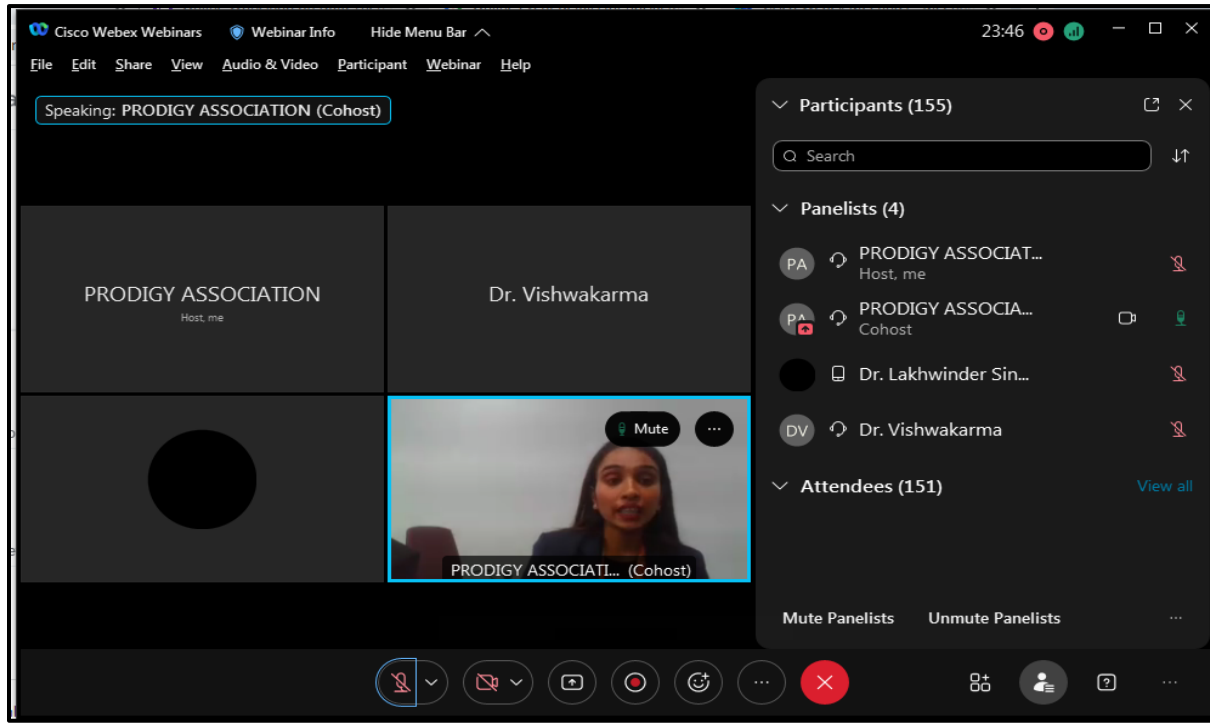 Cisco Webex Webinars Webinar Info Hide Menu Bar 23:46
File Edit Share View Audio & Video Participant Webinar Help
Speaking: PRODIGY ASSOCIATION (Cohost)
PRODIGY ASSOCIATION
Host, me
Dr. Vishwakarma
Mute
PRODIGY ASSOCIATI... (Cohost)
Participants (155)
Search
Panelists (4)
PA PRODIGY ASSOCIAT...
Host, me
PA PRODIGY ASSOCIA...
Cohost
Dr. Lakhwinder Sin...
DV Dr. Vishwakarma
Attendees (151) View all
Mute Panelists Unmute Panelists ...